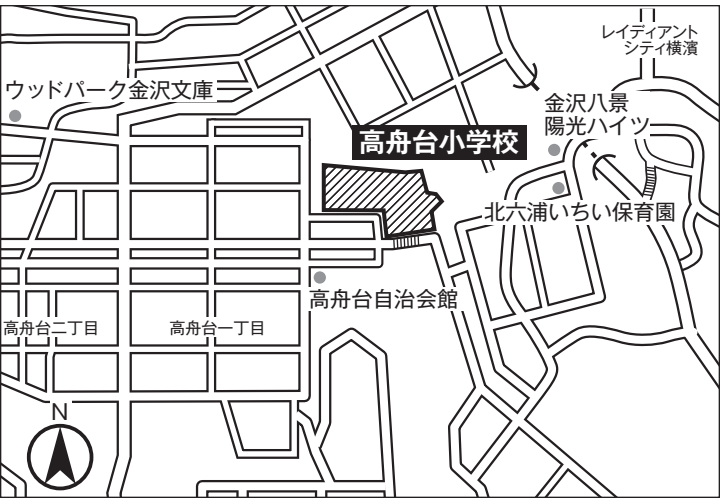 レイディアント
シティ横濱
ウッドパーク金沢文庫
金沢八景
陽光ハイツ
高舟台小学校
北六浦いちい保育園
高舟台自治会館
高舟台二丁目
高舟台一丁目
N